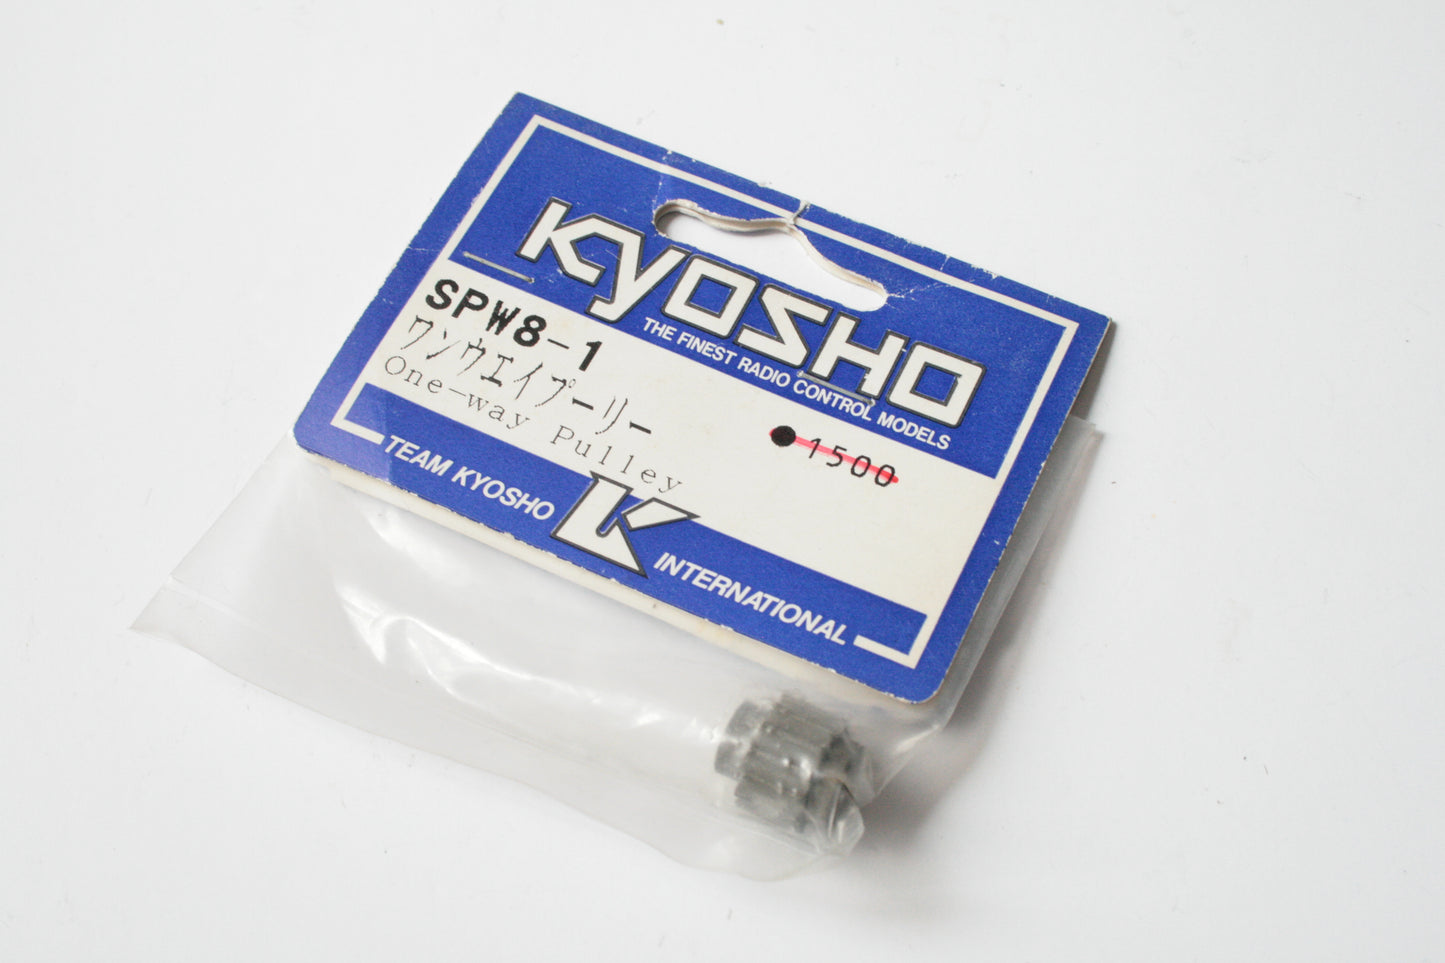 KYOSHO
THE FINEST RADIO CONTROL MODELS
SPW8-1
ワンウエイプーリー
One-way Pulley
●1500
TEAM KYOSHO K INTERNATIONAL